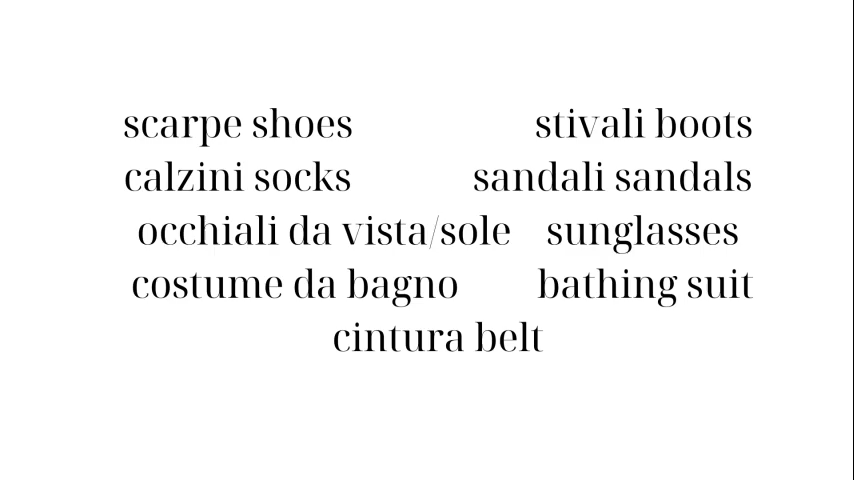 scarpe shoes stivali boots
calzini socks sandali sandals
occhiali da vista/sole sunglasses
costume da bagno bathing suit
cintura belt